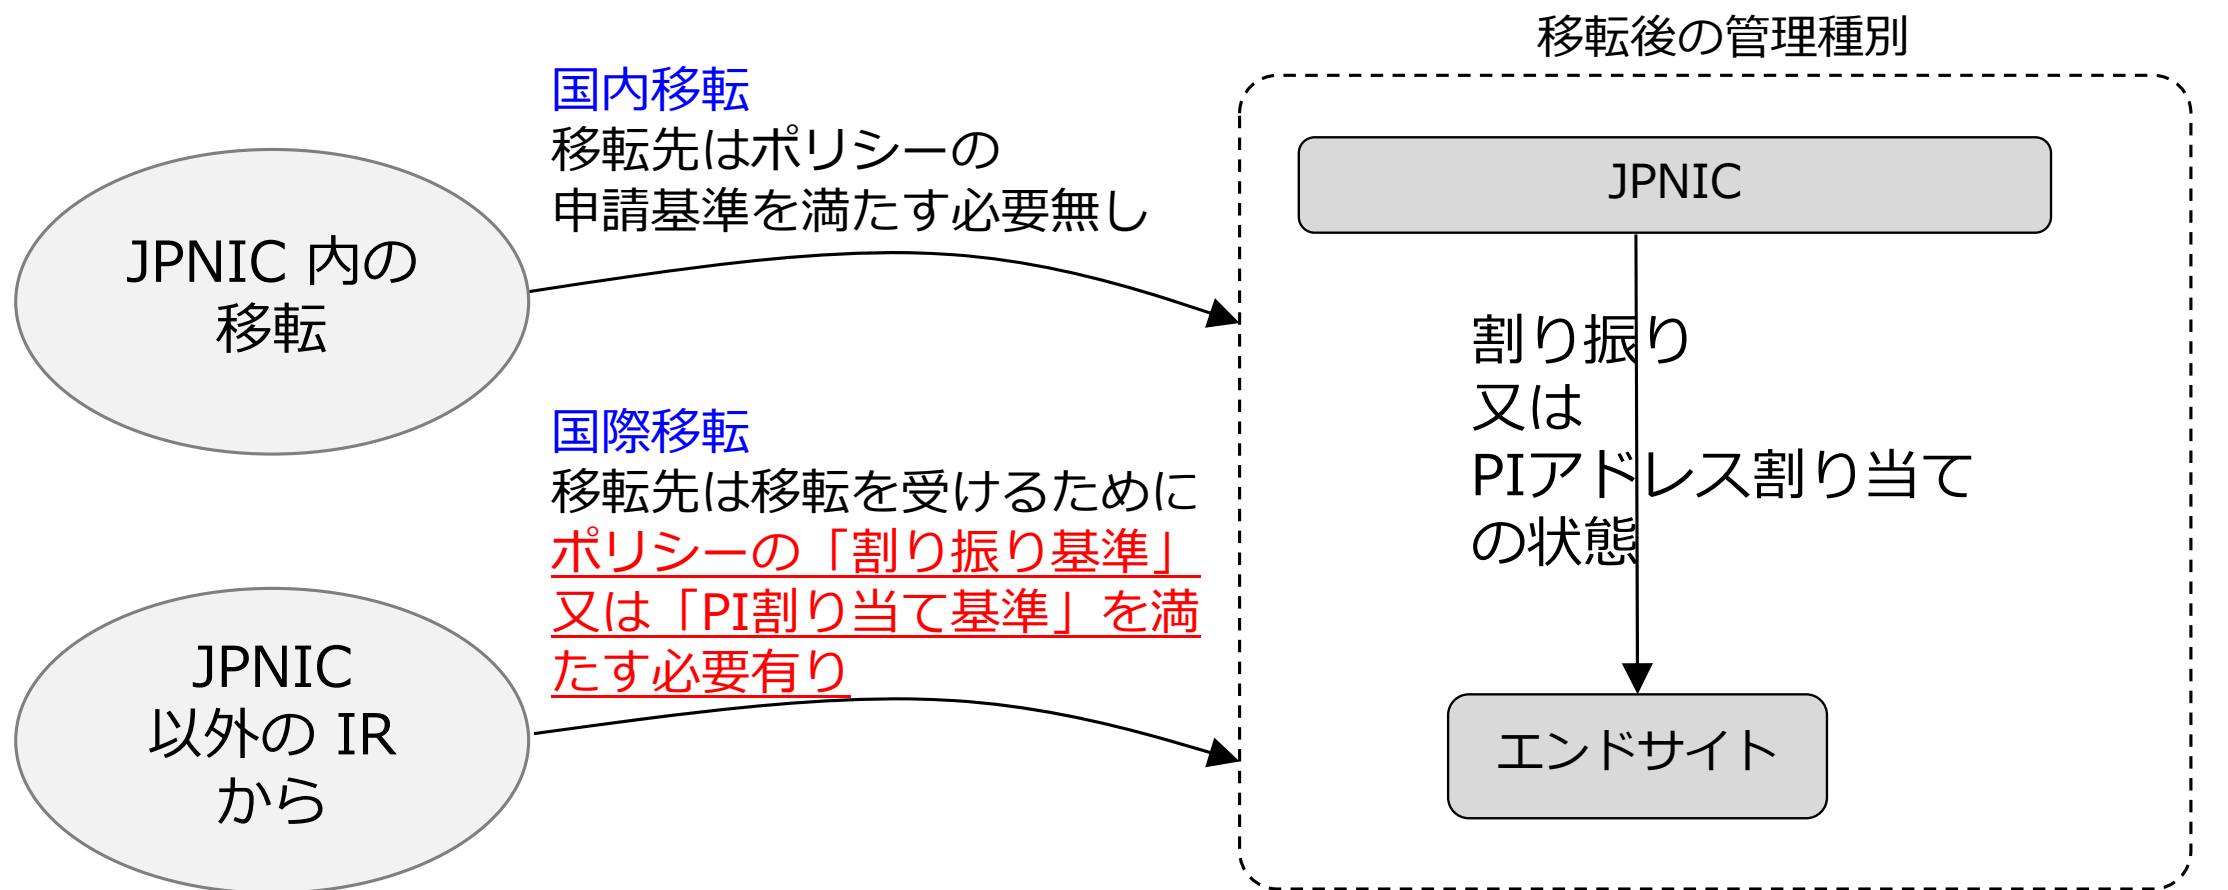 移転後の管理種別
国内移転
移転先はポリシーの
申請基準を満たす必要無し
JPNIC 内の
移転
国際移転
移転先は移転を受けるために
ポリシーの「割り振り基準」
又は「PI割り当て基準」を満
たす必要有り
JPNIC
以外の IR
から
JPNIC
割り振り
又は
PIアドレス割り当て
の状態
エンドサイト